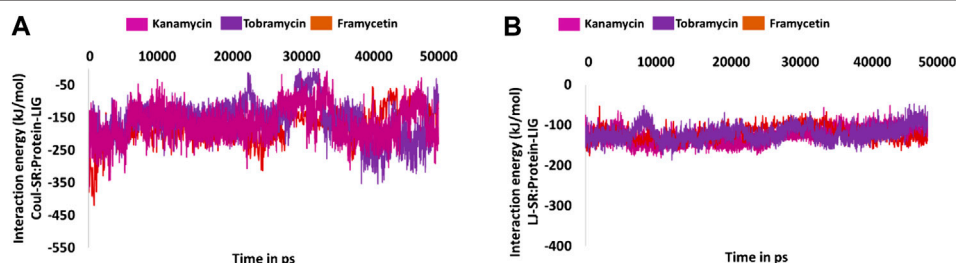 A
Kanamycin Tobramycin Framycetin
0 10000 20000 30000 40000 50000
-50
-150
-250
-350
-450
-550
Interaction energy (kJ/mol)
Coul-SR:Protein-LIG
Time in ps
B
Kanamycin Tobramycin Framycetin
0 10000 20000 30000 40000 50000
0
-100
-200
-300
-400
Interaction energy (kJ/mol)
LJ-SR:Protein-LIG
Time in ps